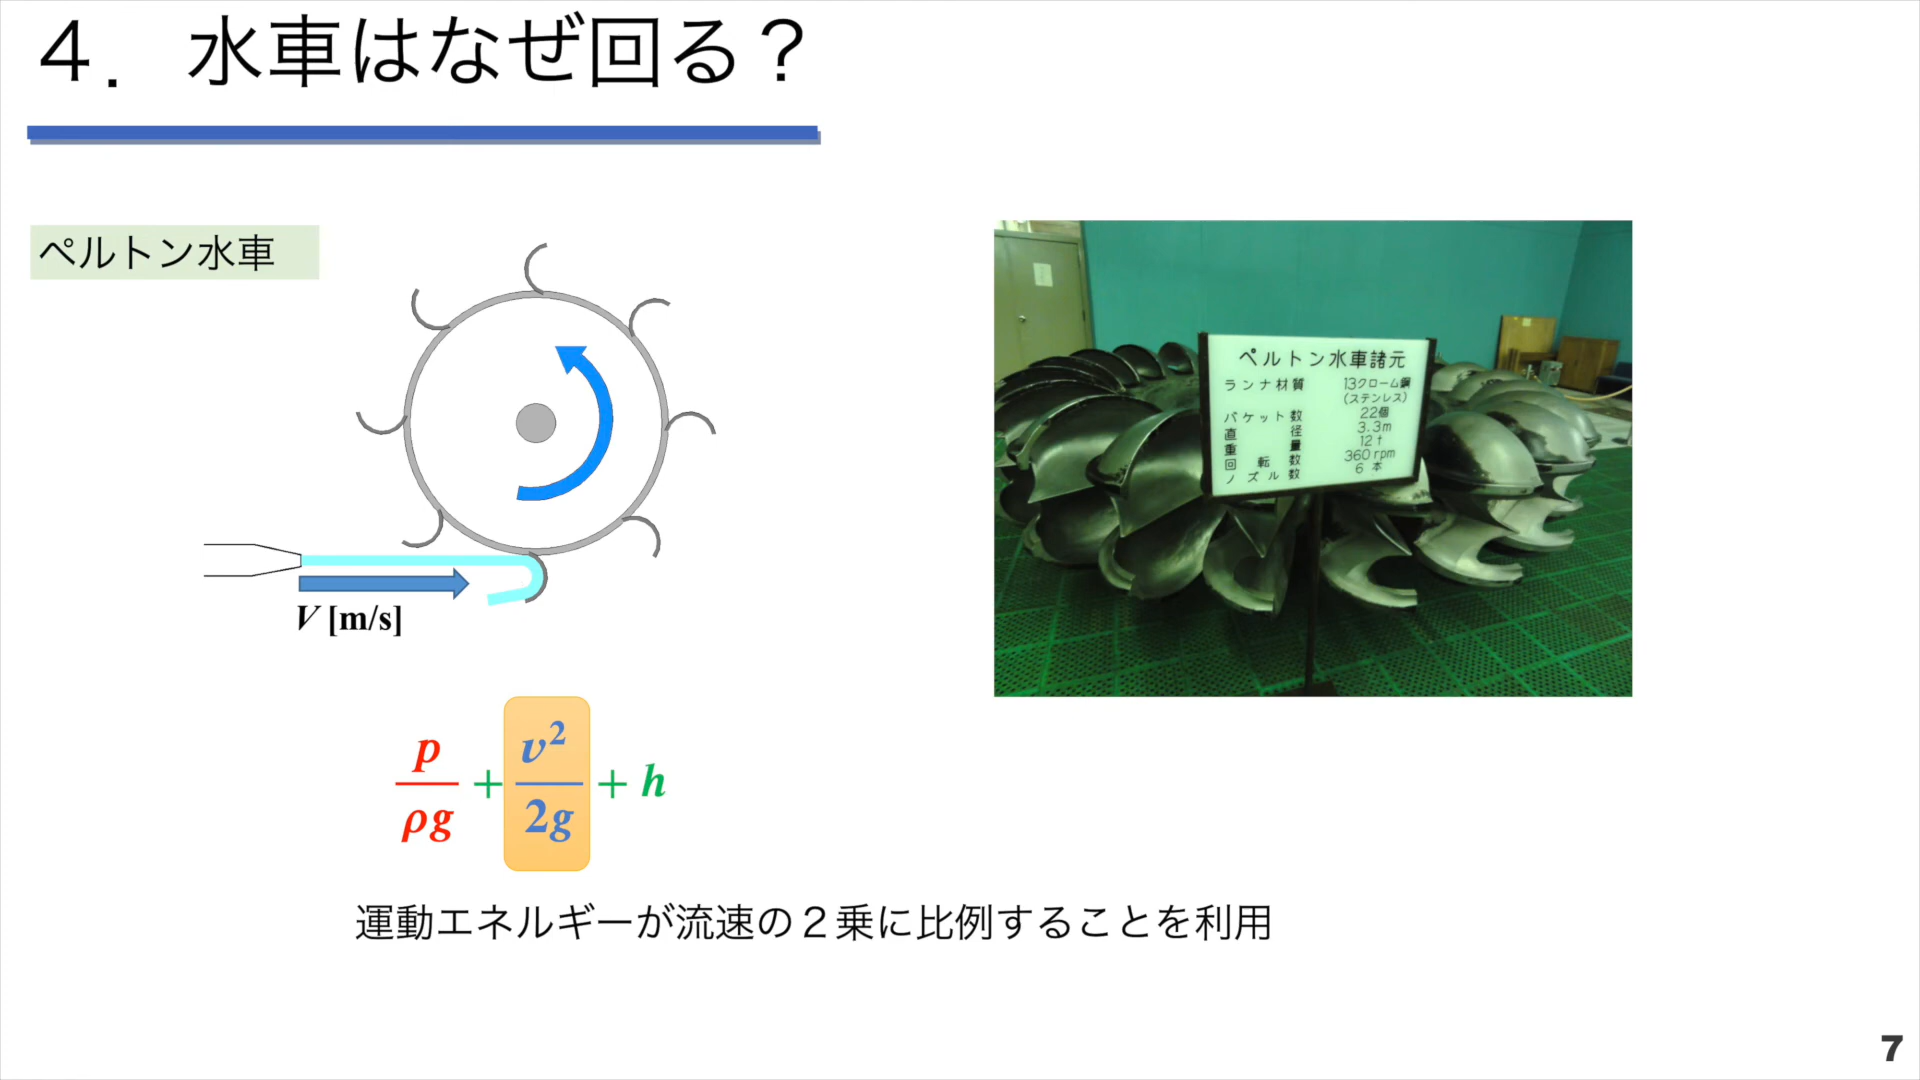 ４．水車はなぜ回る？
ペルトン水車
V [m/s]
p/ρg + v²/2g + h
運動エネルギーが流速の２乗に比例することを利用
ペルトン水車諸元
ランナ材質 13クローム鋼
(ステンレス)
バケット数 22個
直径 3.3m
重量 12t
回転数 360rpm
ノズル数 6本
7